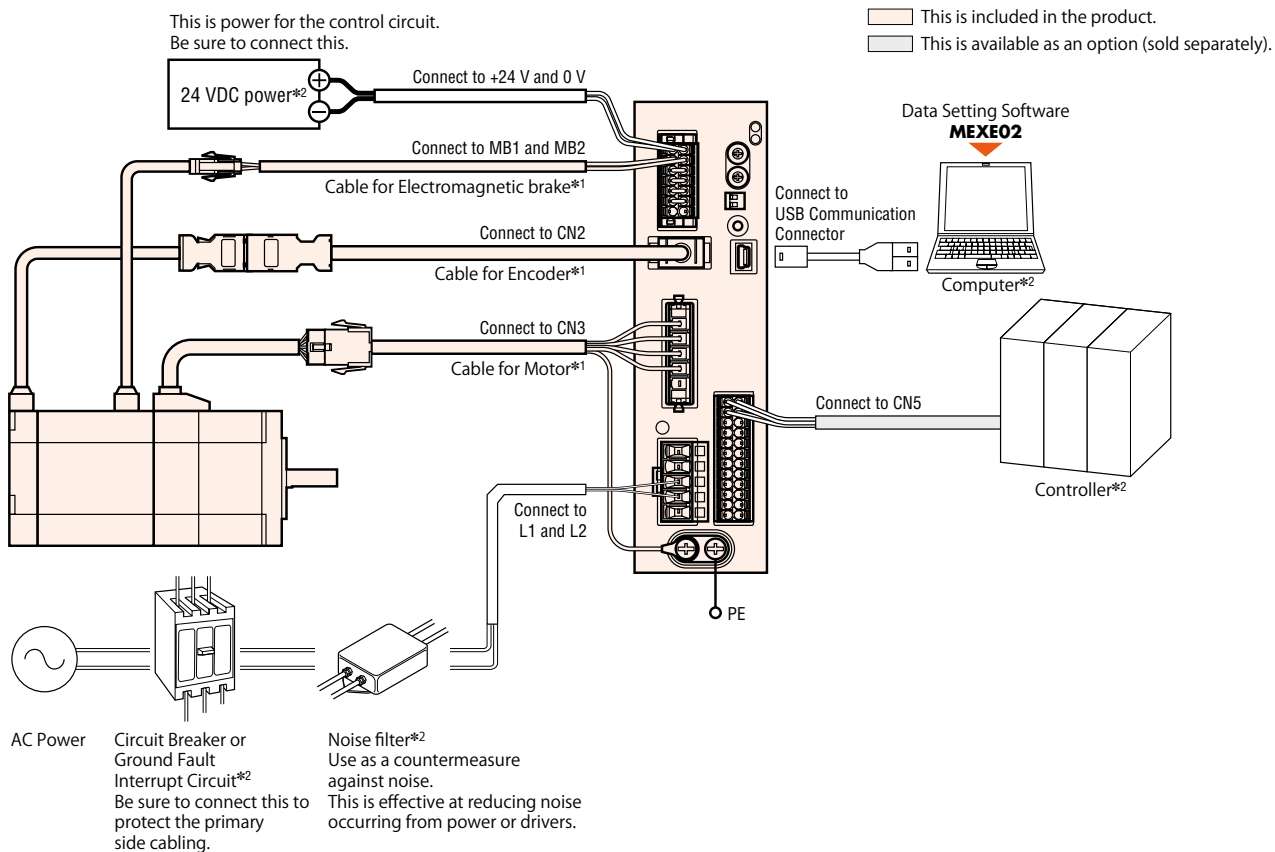 This is power for the control circuit.
Be sure to connect this.
24 VDC power*2
Connect to +24 V and 0 V
Connect to MB1 and MB2
Cable for Electromagnetic brake*1
Connect to CN2
Cable for Encoder*1
Connect to CN3
Cable for Motor*1
This is included in the product.
This is available as an option (sold separately).
Data Setting Software
MEXE02
Connect to
USB Communication
Connector
Computer*2
Connect to CN5
Controller*2
Connect to
L1 and L2
PE
AC Power
Circuit Breaker or
Ground Fault
Interrupt Circuit*2
Be sure to connect this to
protect the primary
side cabling.
Noise filter*2
Use as a countermeasure
against noise.
This is effective at reducing noise
occurring from power or drivers.